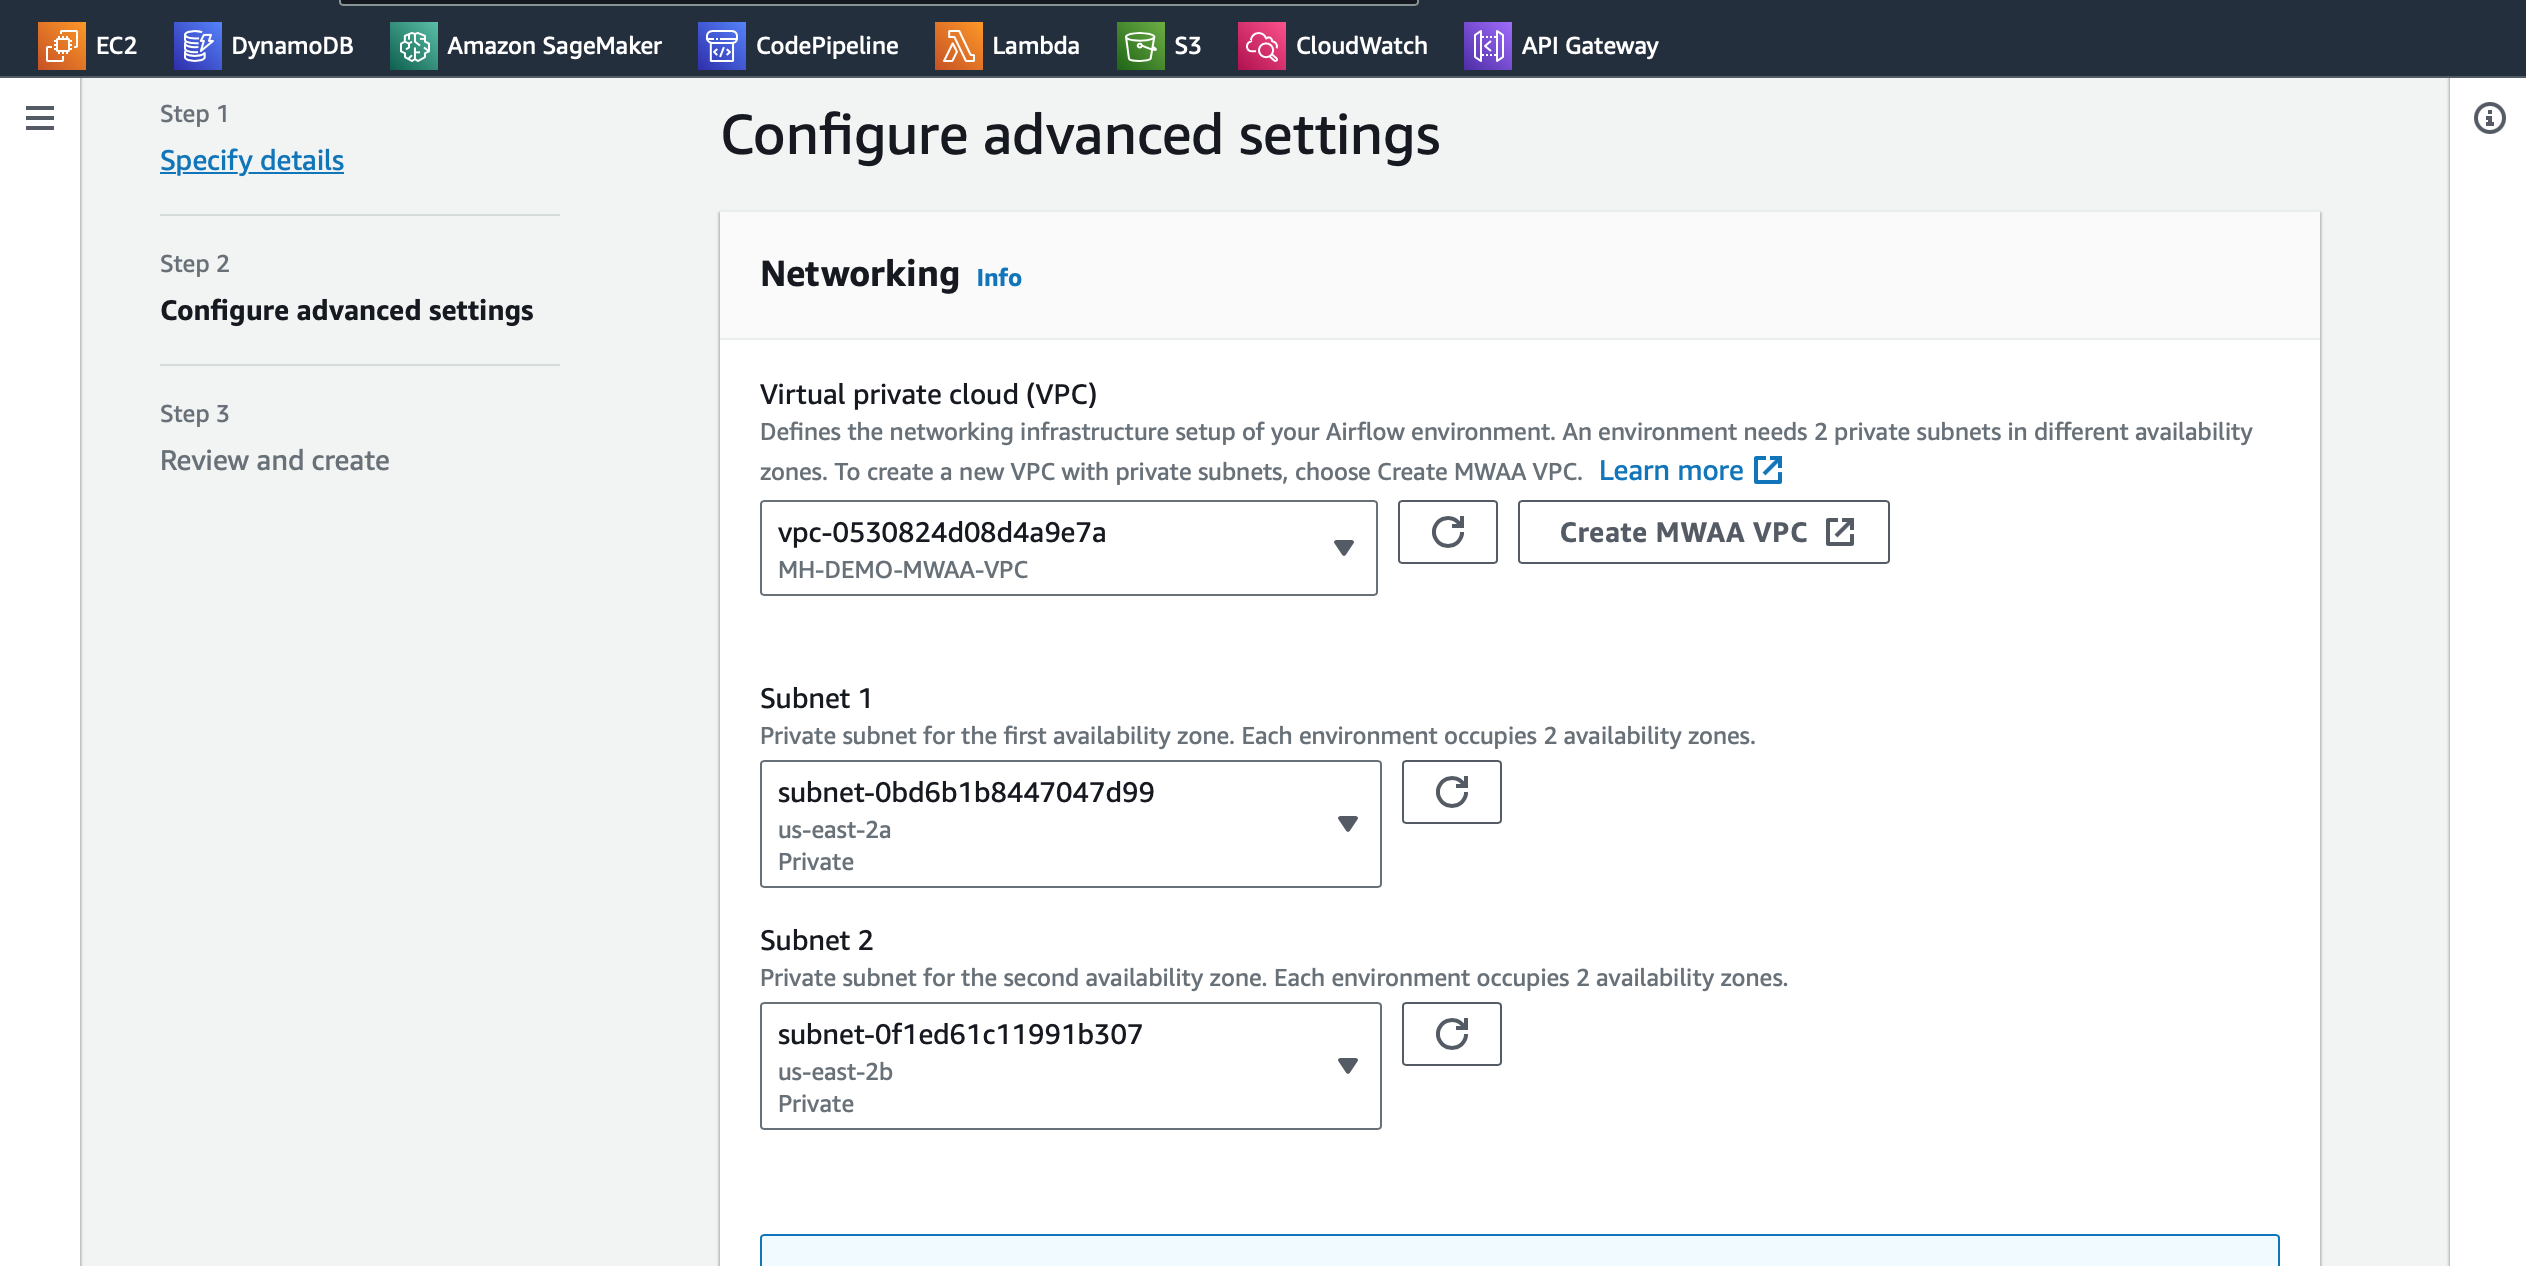 EC2 DynamoDB Amazon SageMaker CodePipeline Lambda S3 CloudWatch API Gateway
Step 1
Specify details
Step 2
Configure advanced settings
Step 3
Review and create
Configure advanced settings
Networking Info
Virtual private cloud (VPC)
Defines the networking infrastructure setup of your Airflow environment. An environment needs 2 private subnets in different availability
zones. To create a new VPC with private subnets, choose Create MWAA VPC. Learn more
vpc-0530824d08d4a9e7a
MH-DEMO-MWAA-VPC
Create MWAA VPC
Subnet 1
Private subnet for the first availability zone. Each environment occupies 2 availability zones.
subnet-0bd6b1b8447047d99
us-east-2a
Private
Subnet 2
Private subnet for the second availability zone. Each environment occupies 2 availability zones.
subnet-0f1ed61c11991b307
us-east-2b
Private